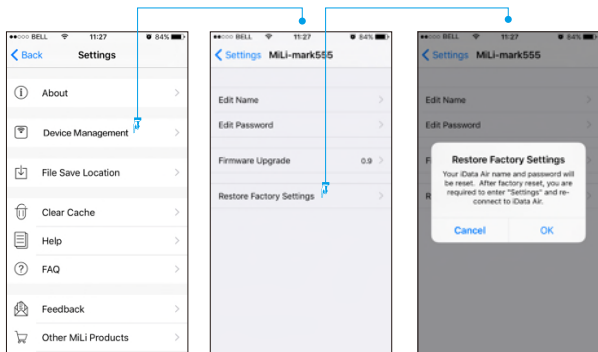 BELL 11:27 84%
Back Settings
About
Device Management
File Save Location
Clear Cache
Help
FAQ
Feedback
Other MiLi Products
BELL 11:27 84%
Settings MiLi-mark555
Edit Name
Edit Password
Firmware Upgrade 0.9
Restore Factory Settings
BELL 11:27 84%
Settings MiLi-mark555
Edit Name
Edit Password
F
R
Restore Factory Settings
Your iData Air name and password will
be reset. After factory reset, you are
required to enter "Settings" and re-
connect to iData Air.
Cancel OK